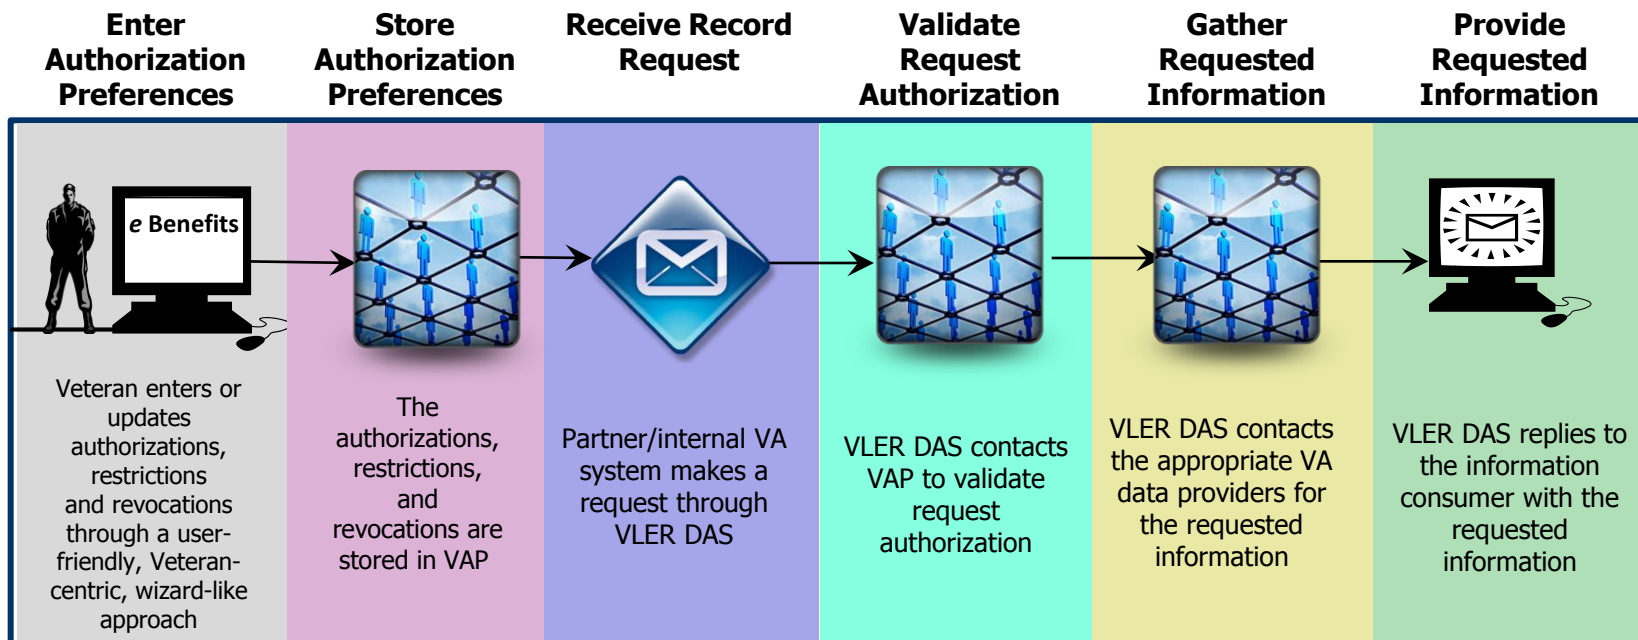 Enter
Authorization
Preferences
Store
Authorization
Preferences
Receive Record
Request
Validate
Request
Authorization
Gather
Requested
Information
Provide
Requested
Information
e Benefits
Veteran enters or
updates
authorizations,
restrictions
and revocations
through a user-
friendly, Veteran-
centric, wizard-like
approach
The
authorizations,
restrictions,
and
revocations are
stored in VAP
Partner/internal VA
system makes a
request through
VLER DAS
VLER DAS contacts
VAP to validate
request
authorization
VLER DAS contacts
the appropriate VA
data providers for
the requested
information
VLER DAS replies to
the information
consumer with the
requested
information